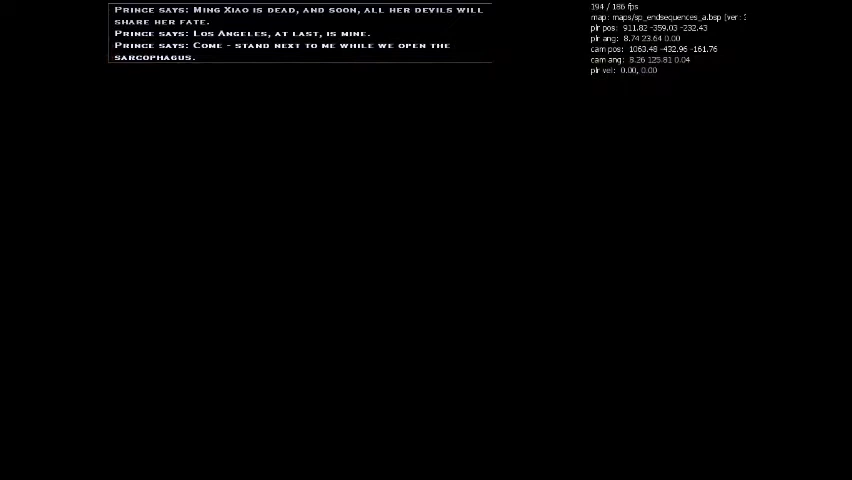 Prince says: Ming Xiao is dead, and soon, all her devils will
share her fate.
Prince says: Los Angeles, at last, is mine.
Prince says: Come - stand next to me while we open the
sarcophagus.
194 / 186 fps
map: maps/sp_endsequences_a.bsp [ver:
plr pos: 911.82 -359.03 -232.43
plr ang: 8.74 23.64 0.00
cam pos: 1063.48 -432.96 -161.76
cam ang: 8.26 125.81 0.04
plr vel: 0.00, 0.00